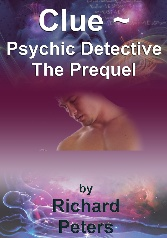 Clue ~
Psychic Detective
The Prequel
by
Richard
Peters